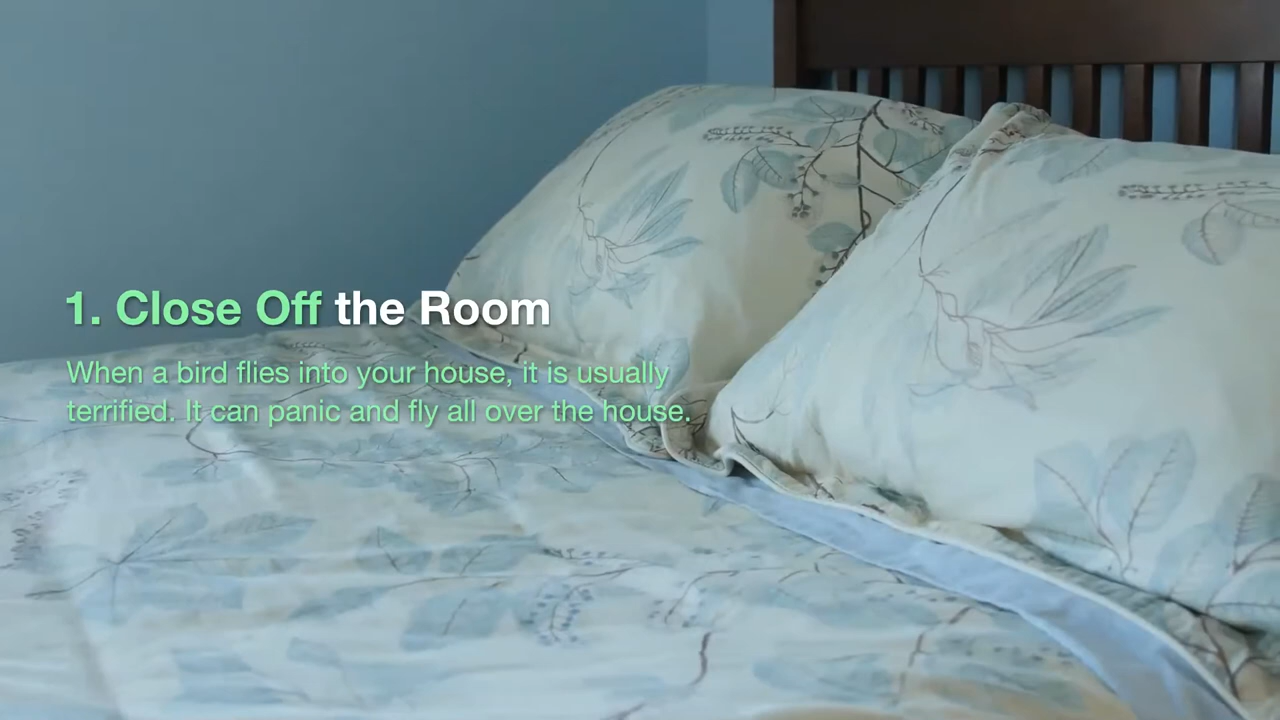 1. Close Off the Room
When a bird flies into your house, it is usually
terrified. It can panic and fly all over the house.